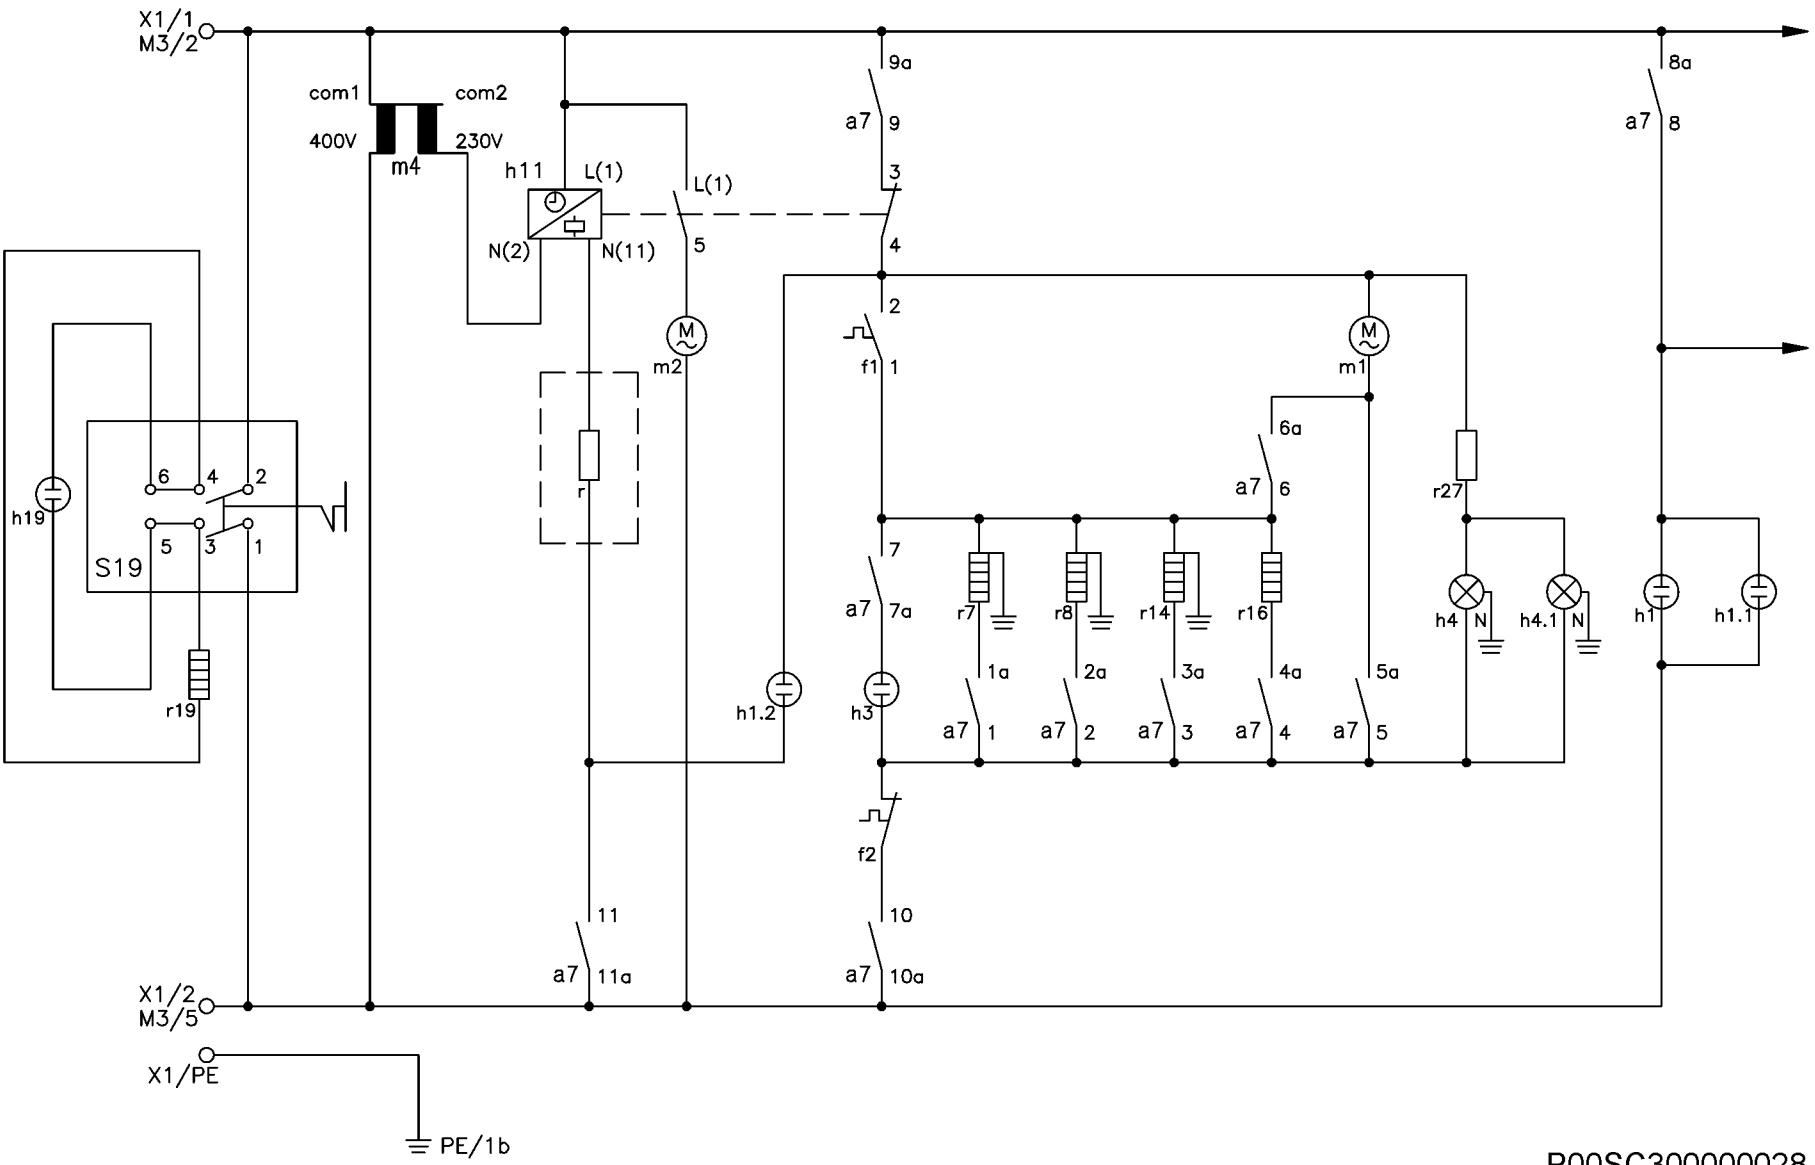 X1/1
M3/2
9a
8a
com1
com2
a7 9
a7 8
400V
230V
m4
h11
L(1)
3
L(1)
N(2)
N(11)
5
4
2
M
m2
f1 1
M
m1
6a
6 4 2
a7 6
r
r27
h19
5 3 1
S19
7
a7 7a
r7
r8
r14
r16
h4 N
h4.1 N
h1
h1.1
1a
2a
3a
4a
5a
r19
h1.2
h3
a7 1
a7 2
a7 3
a7 4
a7 5
f2
11
10
a7 11a
a7 10a
X1/2
M3/5
X1/PE
PE/1b
R00SC300000028